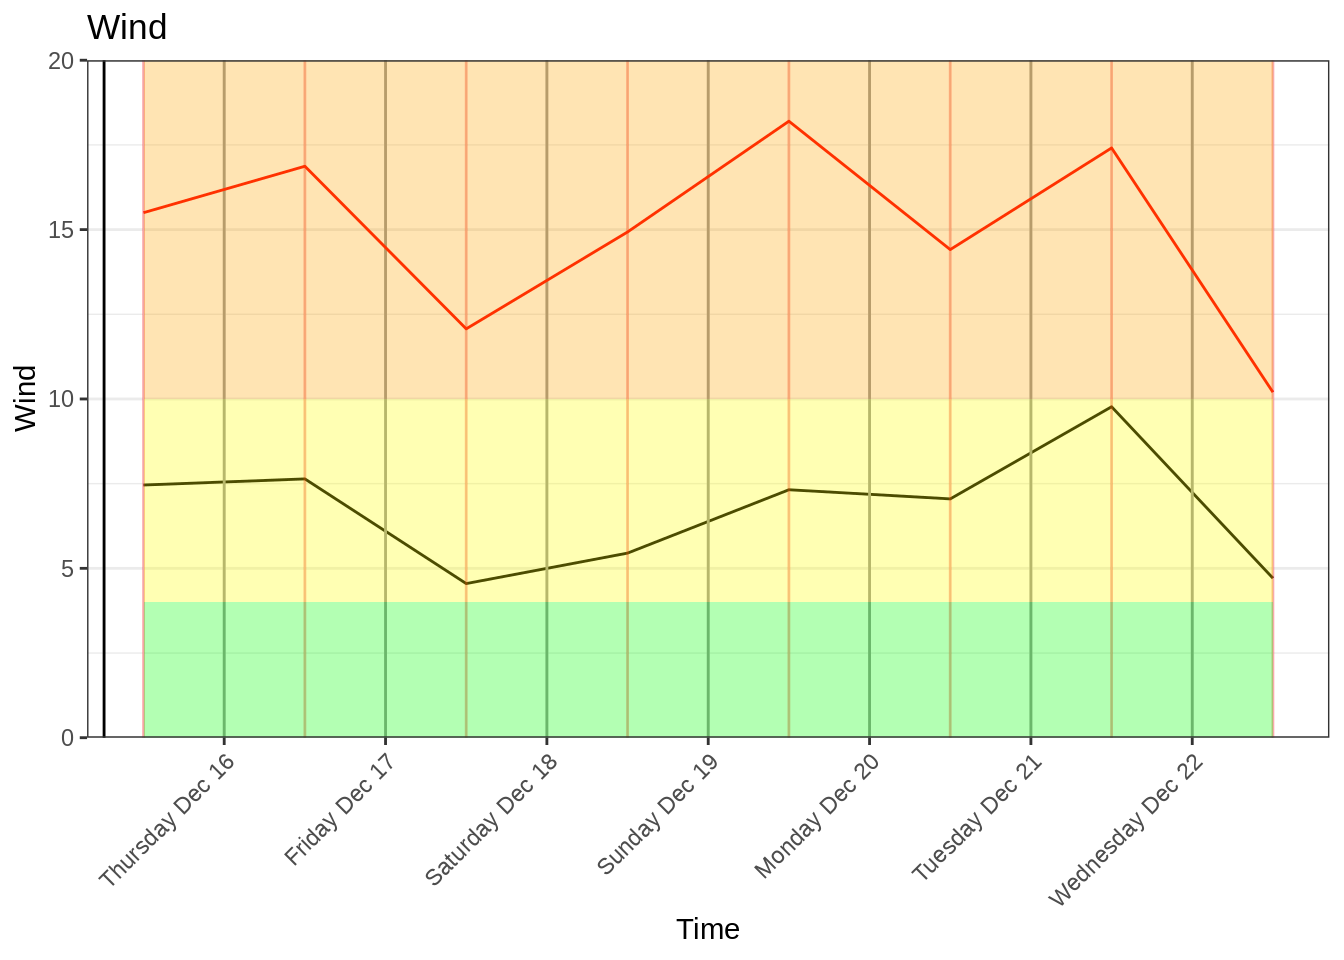 Wind
20
15
10
5
0
Wind
Thursday Dec 16
Friday Dec 17
Saturday Dec 18
Sunday Dec 19
Monday Dec 20
Tuesday Dec 21
Wednesday Dec 22
Time